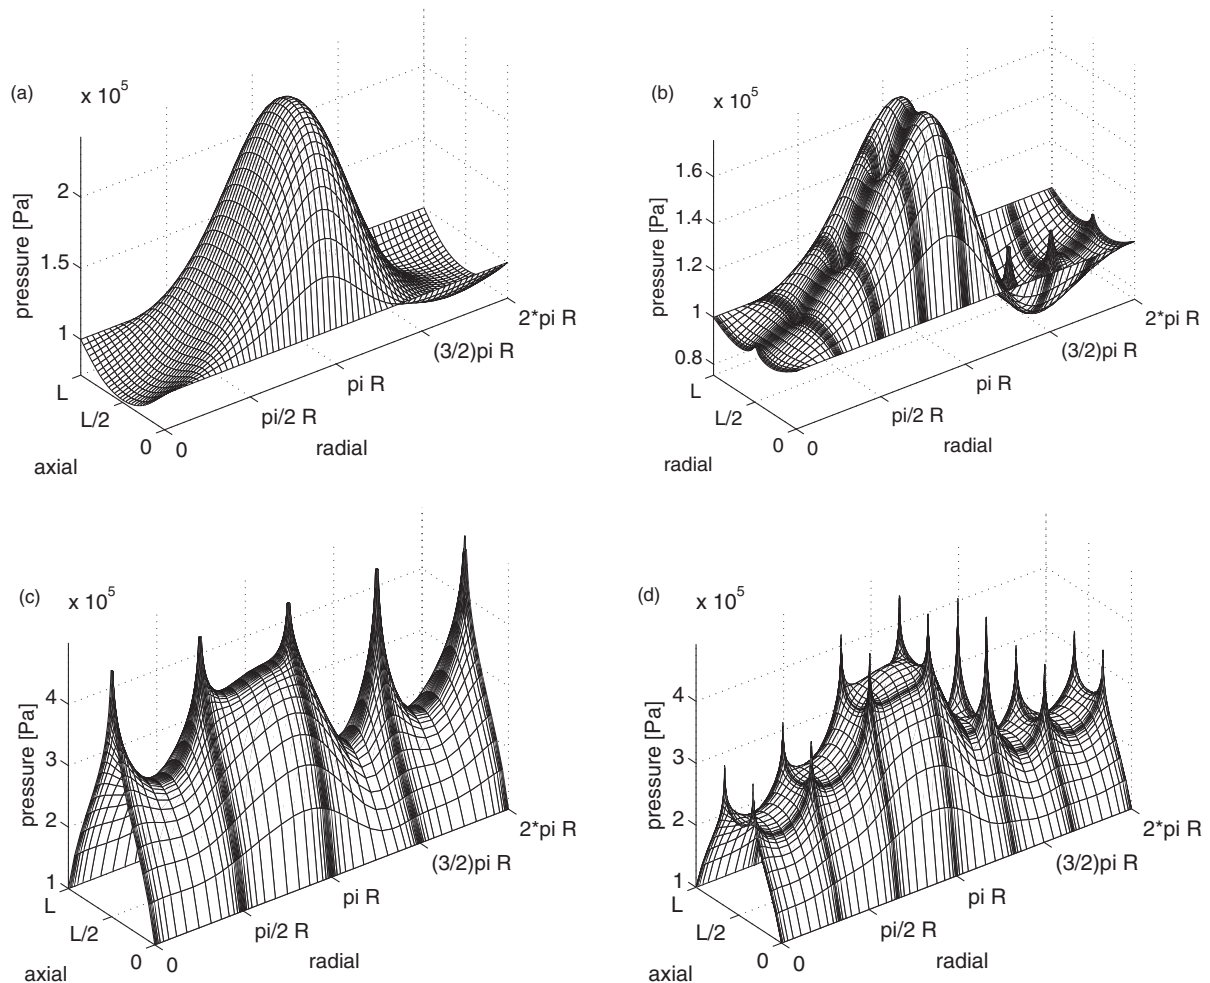 (a)
x 10^5
2
1.5
1
pressure [Pa]
L
L/2
0
axial
0
pi/2 R
pi R
(3/2)pi R
2*pi R
radial
(b)
x 10^5
1.6
1.4
1.2
1
0.8
pressure [Pa]
L
L/2
0
radial
0
pi/2 R
pi R
(3/2)pi R
2*pi R
radial
(c)
x 10^5
4
3
2
1
pressure [Pa]
L
L/2
0
axial
0
pi/2 R
pi R
(3/2)pi R
2*pi R
radial
(d)
x 10^5
4
3
2
1
pressure [Pa]
L
L/2
0
axial
0
pi/2 R
pi R
(3/2)pi R
2*pi R
radial